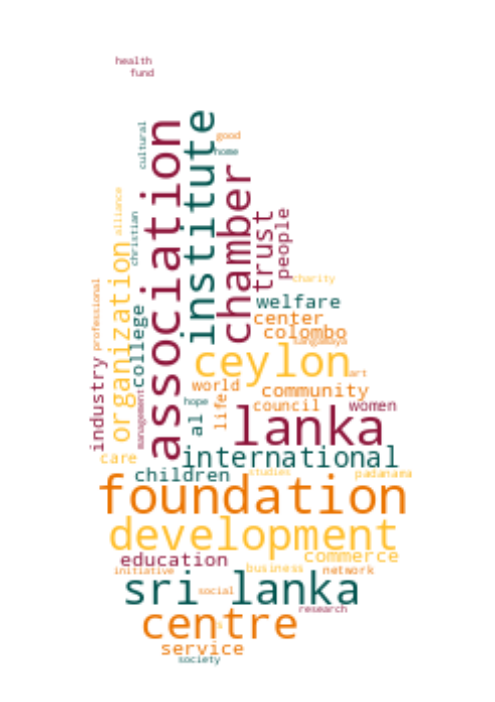 health
fund
cultural
association
institute
good
home
chamber
trust
people
alliance
christian
organization
college
professional
industry
management
charity
welfare
center
colombo
sangamaya
ceylon
art
world
community
life
hope
al
council
women
lanka
care
international
children
studies
padanama
foundation
development
education
commerce
initiative
business
network
sri lanka
social
research
centre
service
society